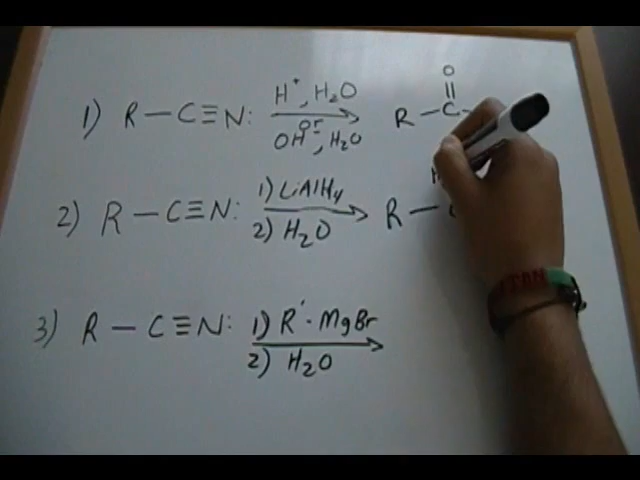 1) R—C≡N: H⁺, H₂O or OH⁻, H₂O → R—C=O
2) R—C≡N: 1) LiAlH4 2) H₂O → R—
3) R—C≡N: 1) R'·MgBr 2) H₂O →